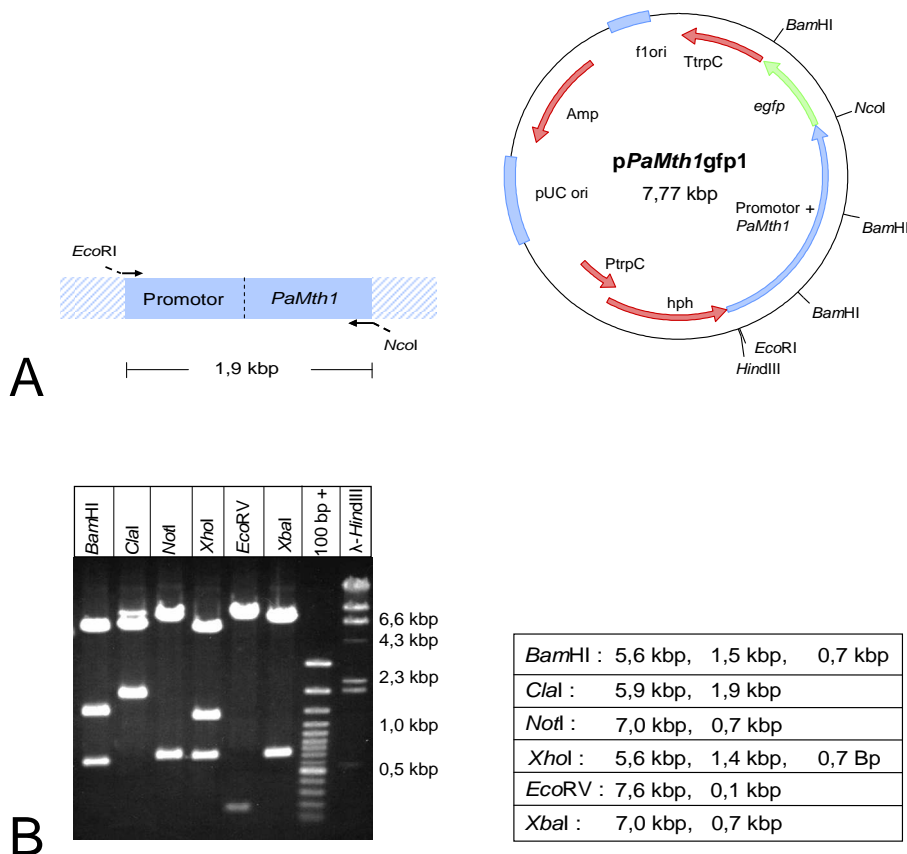 EcoRI
Promotor
PaMth1
NcoI
1,9 kbp
A
BamHI
f1ori
TtrpC
egfp
NcoI
Amp
pPaMth1gfp1
7,77 kbp
pUC ori
Promotor +
PaMth1
BamHI
PtrpC
hph
BamHI
EcoRI
HindIII
BamHI
ClaI
NotI
XhoI
EcoRV
XbaI
100 bp +
λ-HindIII
6,6 kbp
4,3 kbp
2,3 kbp
1,0 kbp
0,5 kbp
B
BamHI : 5,6 kbp, 1,5 kbp, 0,7 kbp
ClaI : 5,9 kbp, 1,9 kbp
NotI : 7,0 kbp, 0,7 kbp
XhoI : 5,6 kbp, 1,4 kbp, 0,7 Bp
EcoRV : 7,6 kbp, 0,1 kbp
XbaI : 7,0 kbp, 0,7 kbp